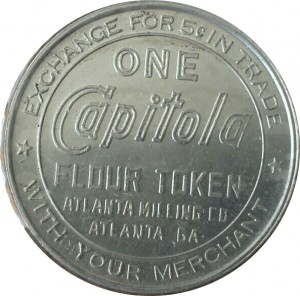 EXCHANGE FOR 5¢ IN TRADE
ONE
Capitola
FLOUR TOKEN
ATLANTA MILLING CO
ATLANTA, GA.
WITH YOUR MERCHANT